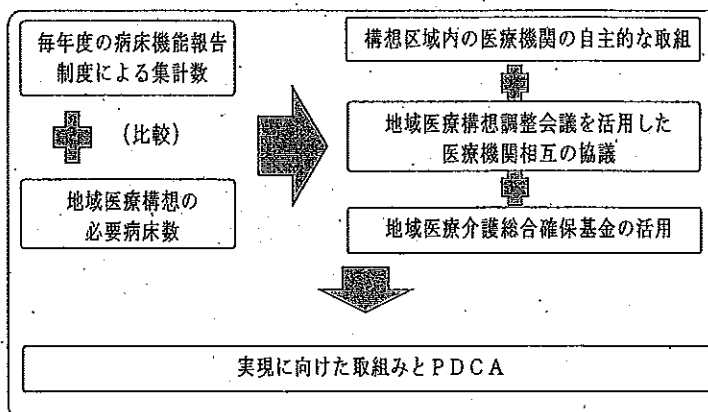 毎年度の病床機能報告
制度による集計数
(比較)
地域医療構想の
必要病床数
構想区域内の医療機関の自主的な取組
地域医療構想調整会議を活用した
医療機関相互の協議
地域医療介護総合確保基金の活用
実現に向けた取組みとPDCA